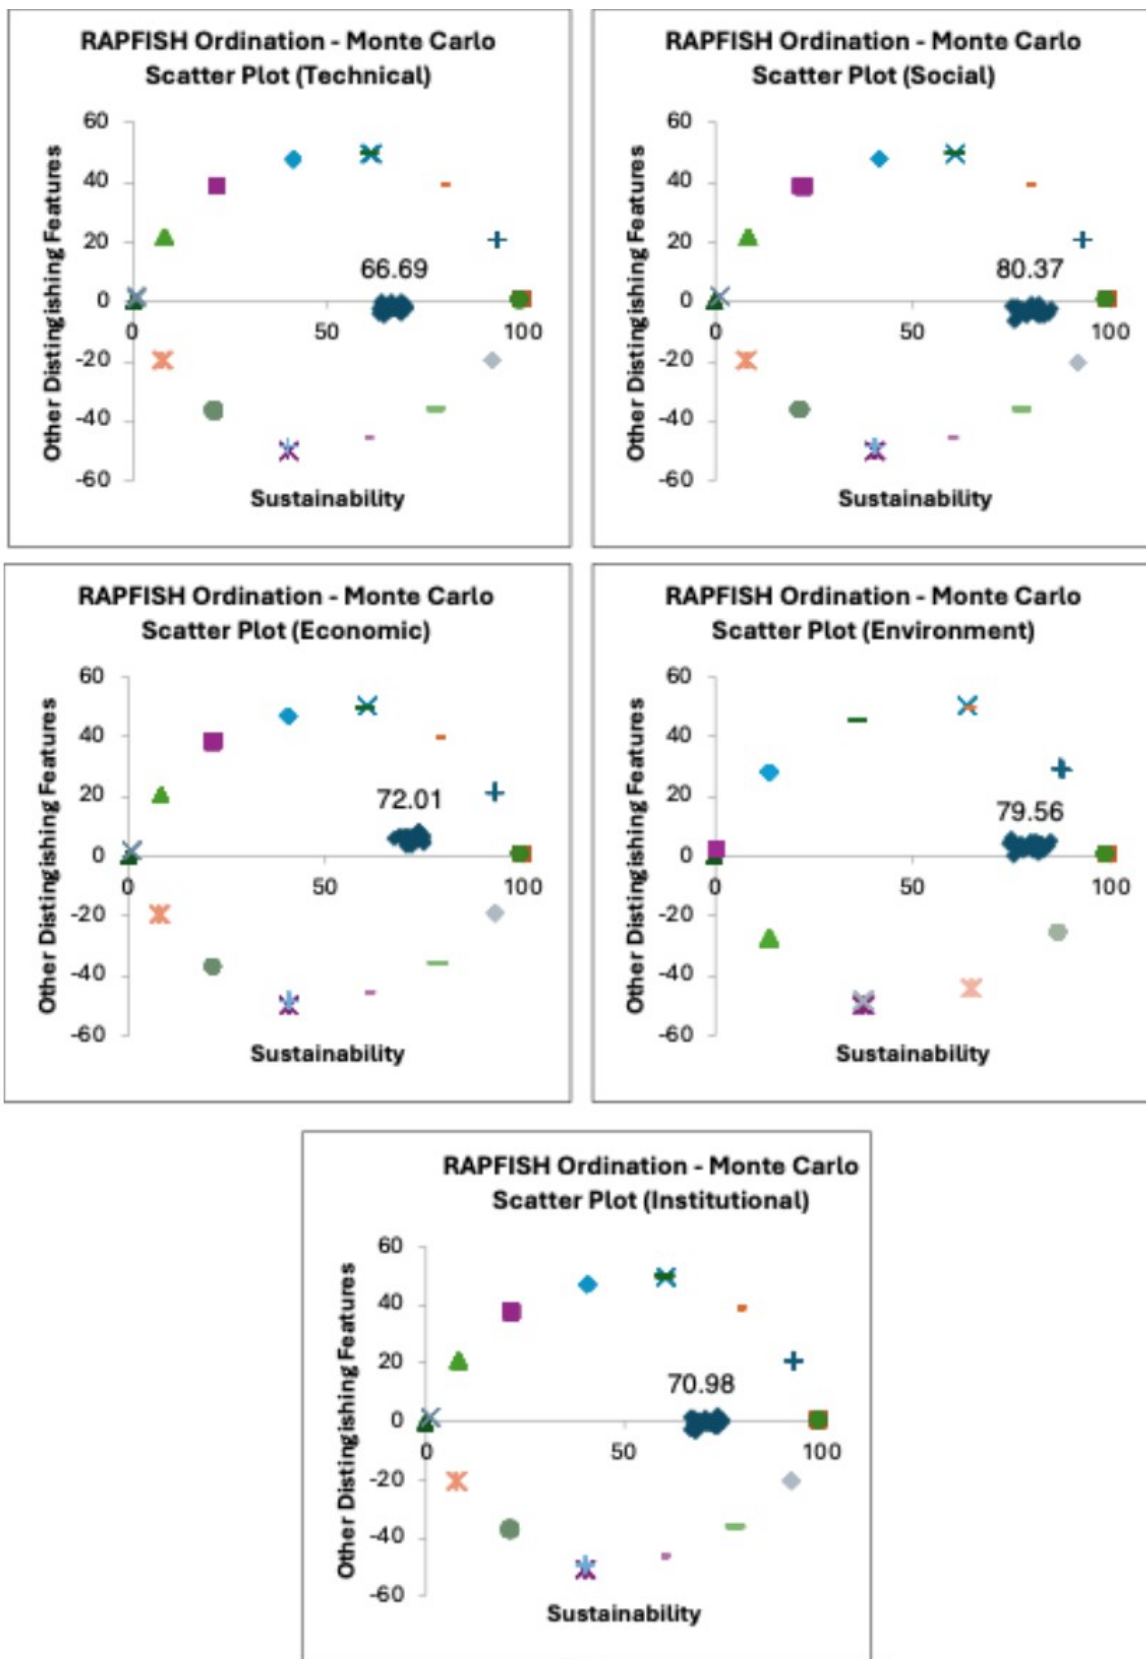 RAPFISH Ordination - Monte Carlo
Scatter Plot (Technical)
Other Distingishing Features
60
40
20
0
-20
-40
-60
66.69
0
50
100
Sustainability
RAPFISH Ordination - Monte Carlo
Scatter Plot (Social)
Other Distingishing Features
60
40
20
0
-20
-40
-60
80.37
0
50
100
Sustainability
RAPFISH Ordination - Monte Carlo
Scatter Plot (Economic)
Other Distingishing Features
60
40
20
0
-20
-40
-60
72.01
0
50
100
Sustainability
RAPFISH Ordination - Monte Carlo
Scatter Plot (Environment)
Other Distingishing Features
60
40
20
0
-20
-40
-60
79.56
0
50
100
Sustainability
RAPFISH Ordination - Monte Carlo
Scatter Plot (Institutional)
Other Distingishing Features
60
40
20
0
-20
-40
-60
70.98
0
50
100
Sustainability